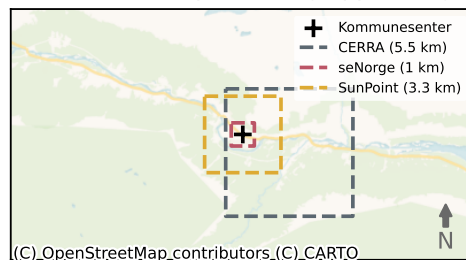 Kommunesenter
CERRA (5.5 km)
seNorge (1 km)
SunPoint (3.3 km)
N
(C) OpenStreetMap contributors (C) CARTO